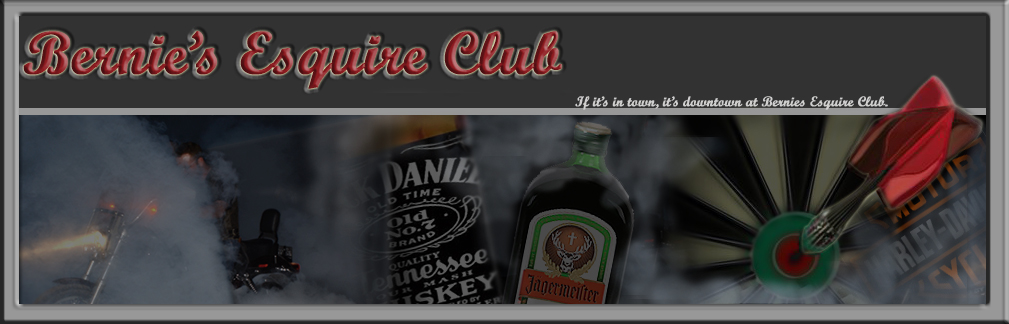 Bernie's Esquire Club
If it's in town, it's downtown at Bernies Esquire Club.
DANIEL
OLD TIME
Old
No. 7
BRAND
QUALITY
Tennessee
SOUR MASH
WHISKEY
Jägermeister
MOTOR
HARLEY-DAVIDSON
CYCLES